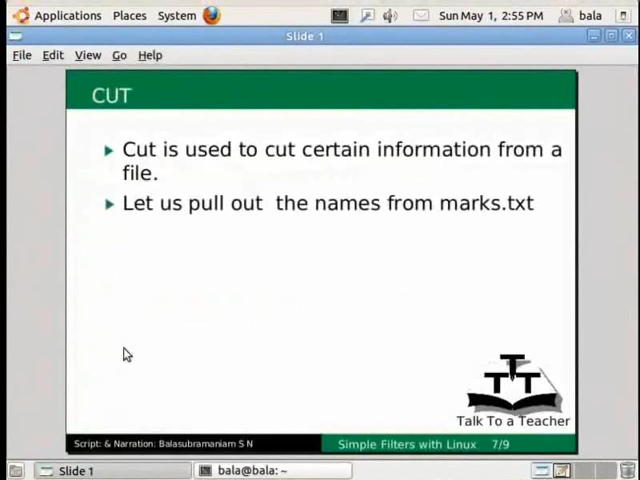 Applications Places System Sun May 1, 2:55 PM bala
Slide 1
File Edit View Go Help
CUT
Cut is used to cut certain information from a
file.
Let us pull out the names from marks.txt
T T T
Talk To a Teacher
Script: & Narration: Balasubramaniam S N Simple Filters with Linux 7/9
Slide 1 bala@bala: ~